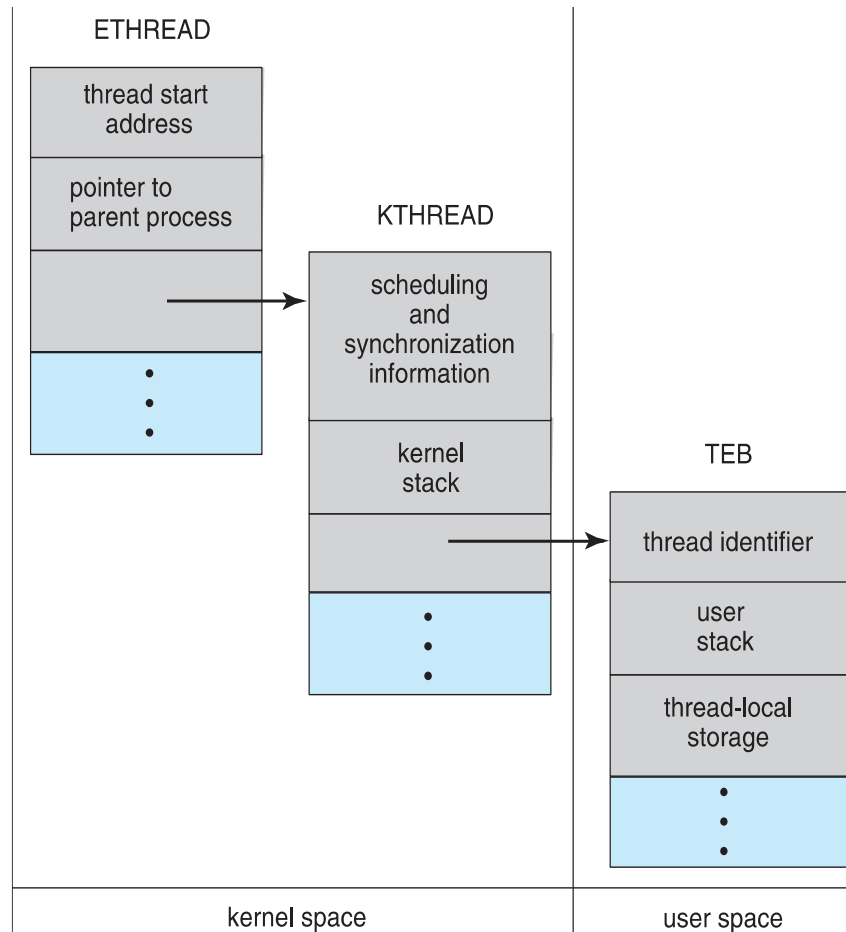 ETHREAD
thread start
address
pointer to
parent process
KTHREAD
scheduling
and
synchronization
information
kernel
stack
TEB
thread identifier
user
stack
thread-local
storage
kernel space
user space